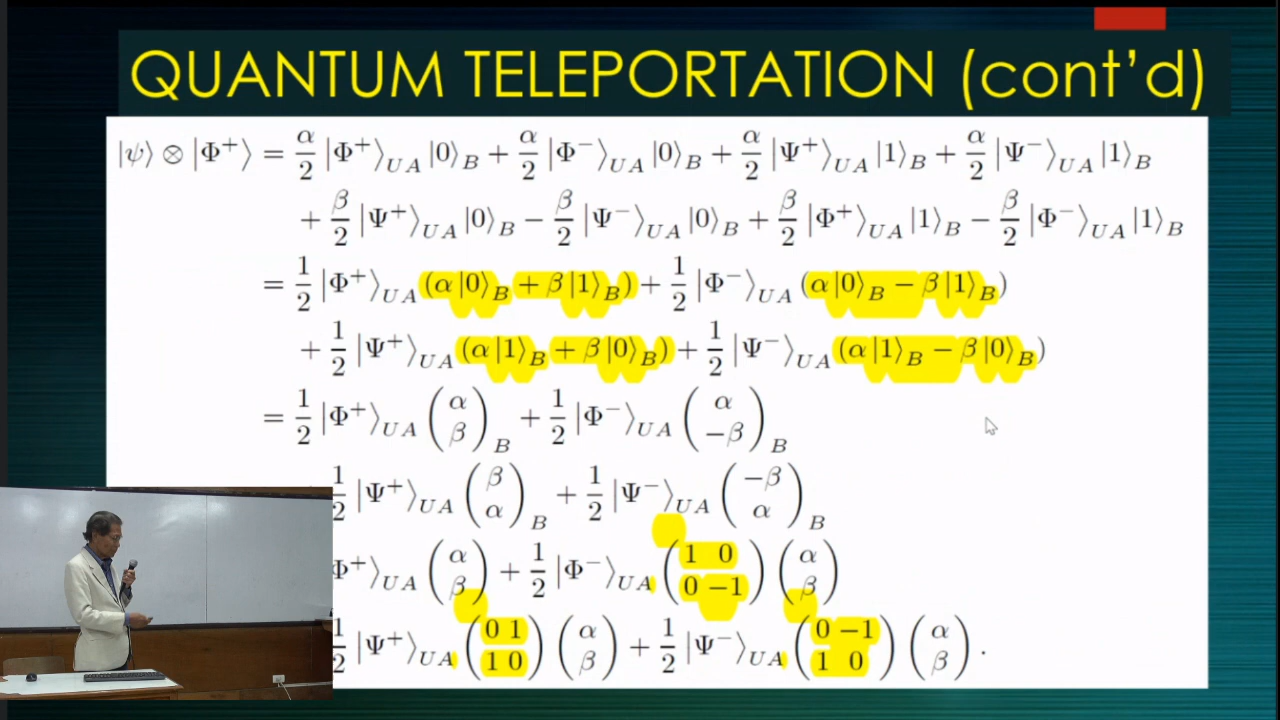 QUANTUM TELEPORTATION (cont'd)
|ψ⟩ ⊗ |Φ⁺⟩ = α/2 |Φ⁺⟩_UA |0⟩_B + α/2 |Φ⁻⟩_UA |0⟩_B + α/2 |Ψ⁺⟩_UA |1⟩_B + α/2 |Ψ⁻⟩_UA |1⟩_B
+ β/2 |Ψ⁺⟩_UA |0⟩_B − β/2 |Ψ⁻⟩_UA |0⟩_B + β/2 |Φ⁺⟩_UA |1⟩_B − β/2 |Φ⁻⟩_UA |1⟩_B
= 1/2 |Φ⁺⟩_UA (α |0⟩_B + β |1⟩_B) + 1/2 |Φ⁻⟩_UA (α |0⟩_B − β |1⟩_B)
+ 1/2 |Ψ⁺⟩_UA (α |1⟩_B + β |0⟩_B) + 1/2 |Ψ⁻⟩_UA (α |1⟩_B − β |0⟩_B)
= 1/2 |Φ⁺⟩_UA (α β)_B + 1/2 |Φ⁻⟩_UA (α −β)_B
1/2 |Ψ⁺⟩_UA (β α)_B + 1/2 |Ψ⁻⟩_UA (−β α)_B
Φ⁺⟩_UA (α β) + 1/2 |Φ⁻⟩_UA (1 0 0 −1) (α β)
1/2 |Ψ⁺⟩_UA (0 1 1 0) (α β) + 1/2 |Ψ⁻⟩_UA (0 −1 1 0) (α β).